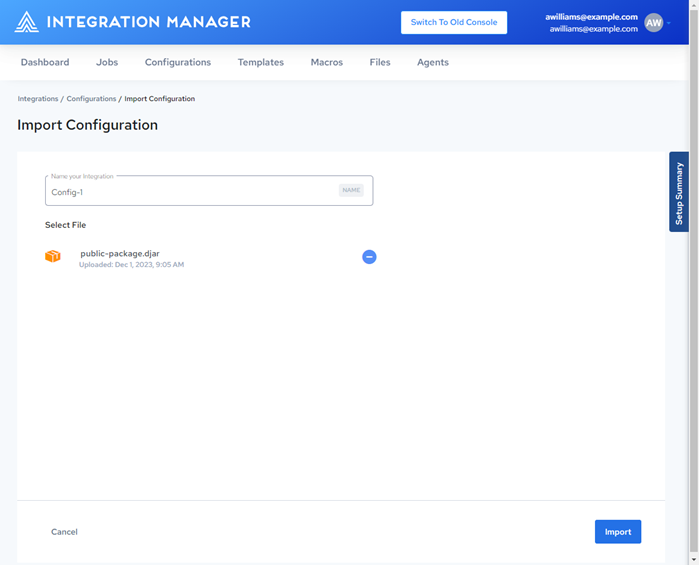 INTEGRATION MANAGER
Switch To Old Console
awilliams@example.com
awilliams@example.com
AW
Dashboard Jobs Configurations Templates Macros Files Agents
Integrations / Configurations / Import Configuration
Import Configuration
Setup Summary
Name your Integration
Config-1
NAME
Select File
public-package.djar
Uploaded: Dec 1, 2023, 9:05 AM
Cancel
Import